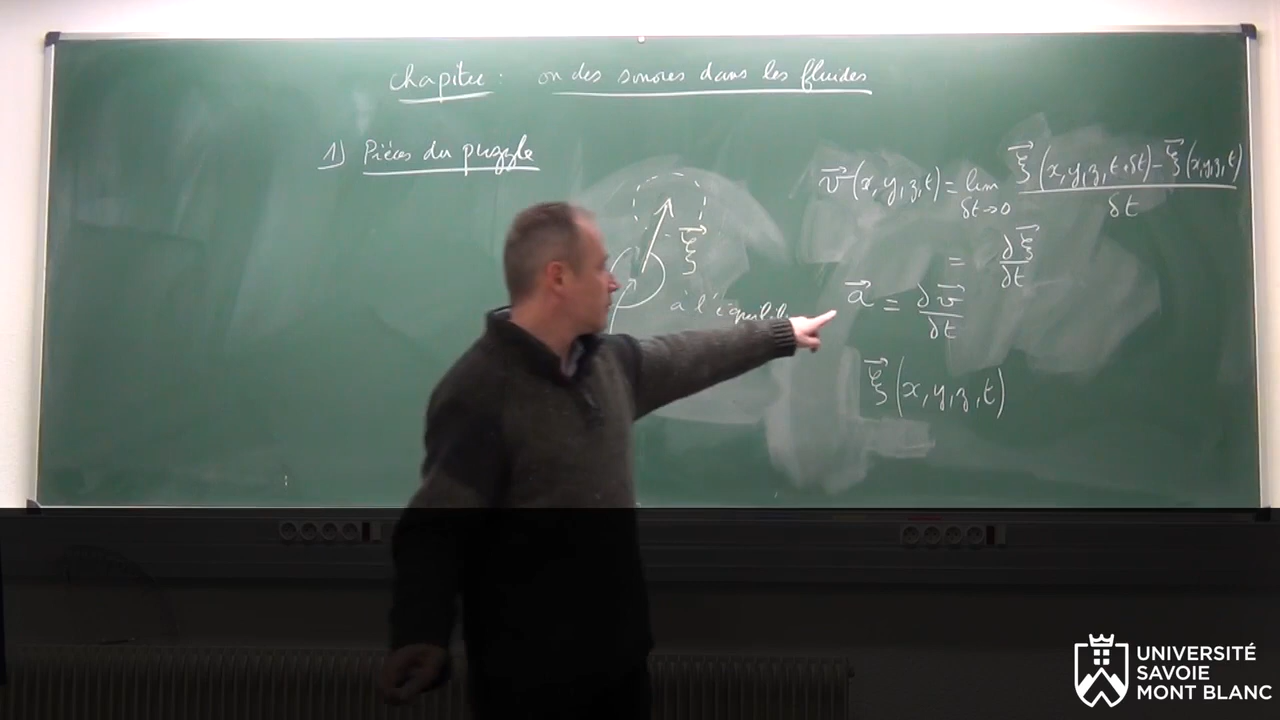 chapitre : ondes sonores dans les fluides
1) Pièces du puzzle
v⃗(x,y,z,t) = lim δt→0 (ξ⃗(x,y,z,t+δt) − ξ⃗(x,y,z,t)) / δt
= ∂ξ⃗/∂t
ξ⃗
à l'équilib
a⃗ = ∂v⃗/∂t
ξ⃗(x,y,z,t)
UNIVERSITÉ
SAVOIE
MONT BLANC